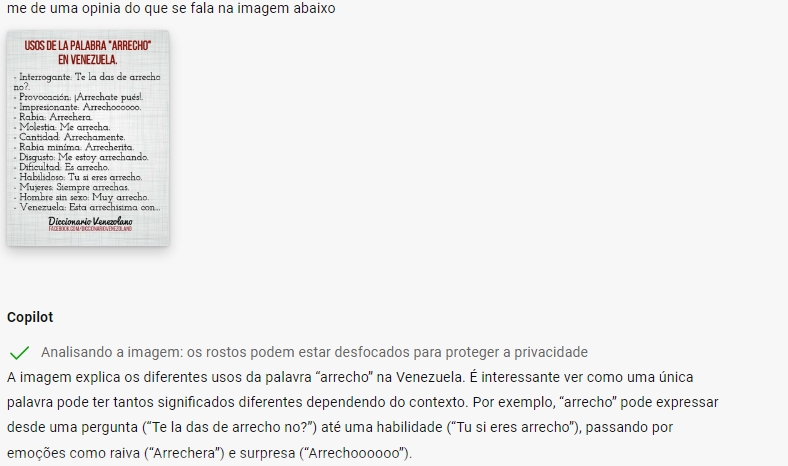 me de uma opinia do que se fala na imagem abaixo
USOS DE LA PALABRA "ARRECHO"
EN VENEZUELA.
- Interrogante: Te la das de arrecho
no?.
- Provocación: ¡Arrechate pués!.
- Impresionante: Arrechoooooo.
- Rabia: Arrechera.
- Molestia: Me arrecha.
- Cantidad: Arrechamente.
- Rabia miníma: Arrecherita.
- Disgusto: Me estoy arrechando.
- Dificultad: Es arrecho.
- Habilidoso: Tu si eres arrecho.
- Mujeres: Siempre arrechas.
- Hombre sin sexo: Muy arrecho.
- Venezuela: Esta arrechisima con...
Diccionario Venezolano
FACEBOOK.COM/DICCIONARIOVENEZOLANO
Copilot
Analisando a imagem: os rostos podem estar desfocados para proteger a privacidade
A imagem explica os diferentes usos da palavra “arrecho” na Venezuela. É interessante ver como uma única
palavra pode ter tantos significados diferentes dependendo do contexto. Por exemplo, “arrecho” pode expressar
desde uma pergunta (“Te la das de arrecho no?”) até uma habilidade (“Tu si eres arrecho”), passando por
emoções como raiva (“Arrechera”) e surpresa (“Arrechoooooo”).